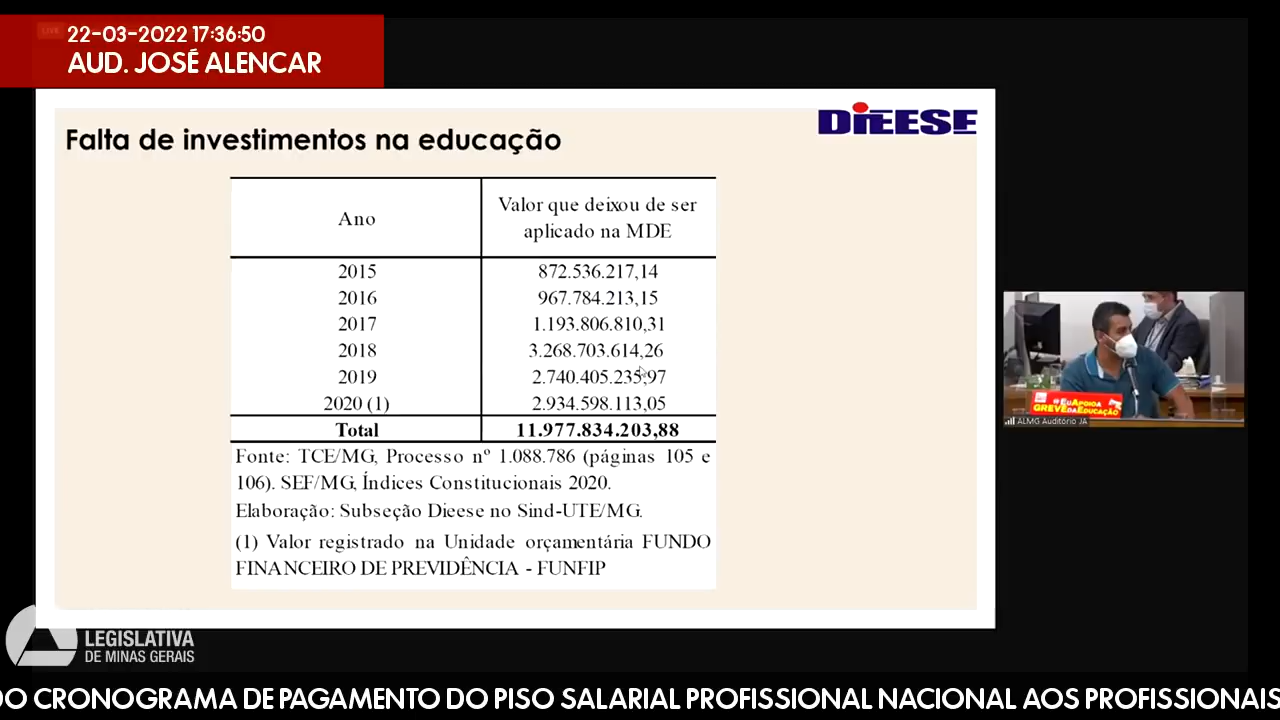 LIVE
22-03-2022 17:36:50
AUD. JOSÉ ALENCAR
DIEESE
Falta de investimentos na educação
Ano
Valor que deixou de ser
aplicado na MDE
2015 872.536.217,14
2016 967.784.213,15
2017 1.193.806.810,31
2018 3.268.703.614,26
2019 2.740.405.235,97
2020 (1) 2.934.598.113,05
Total 11.977.834.203,88
Fonte: TCE/MG, Processo nº 1.088.786 (páginas 105 e
106). SEF/MG, Índices Constitucionais 2020.
Elaboração: Subseção Dieese no Sind-UTE/MG.
(1) Valor registrado na Unidade orçamentária FUNDO
FINANCEIRO DE PREVIDÊNCIA - FUNFIP
#EUAPOIOA
GREVEDAEDUCAÇÃO
ALMG Auditório JA
LEGISLATIVA
DE MINAS GERAIS
DO CRONOGRAMA DE PAGAMENTO DO PISO SALARIAL PROFISSIONAL NACIONAL AOS PROFISSIONAIS